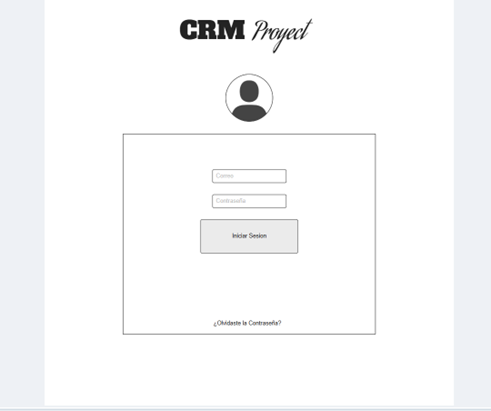 CRM Proyect
Correo
Contraseña
Iniciar Sesion
¿Olvidaste la Contraseña?